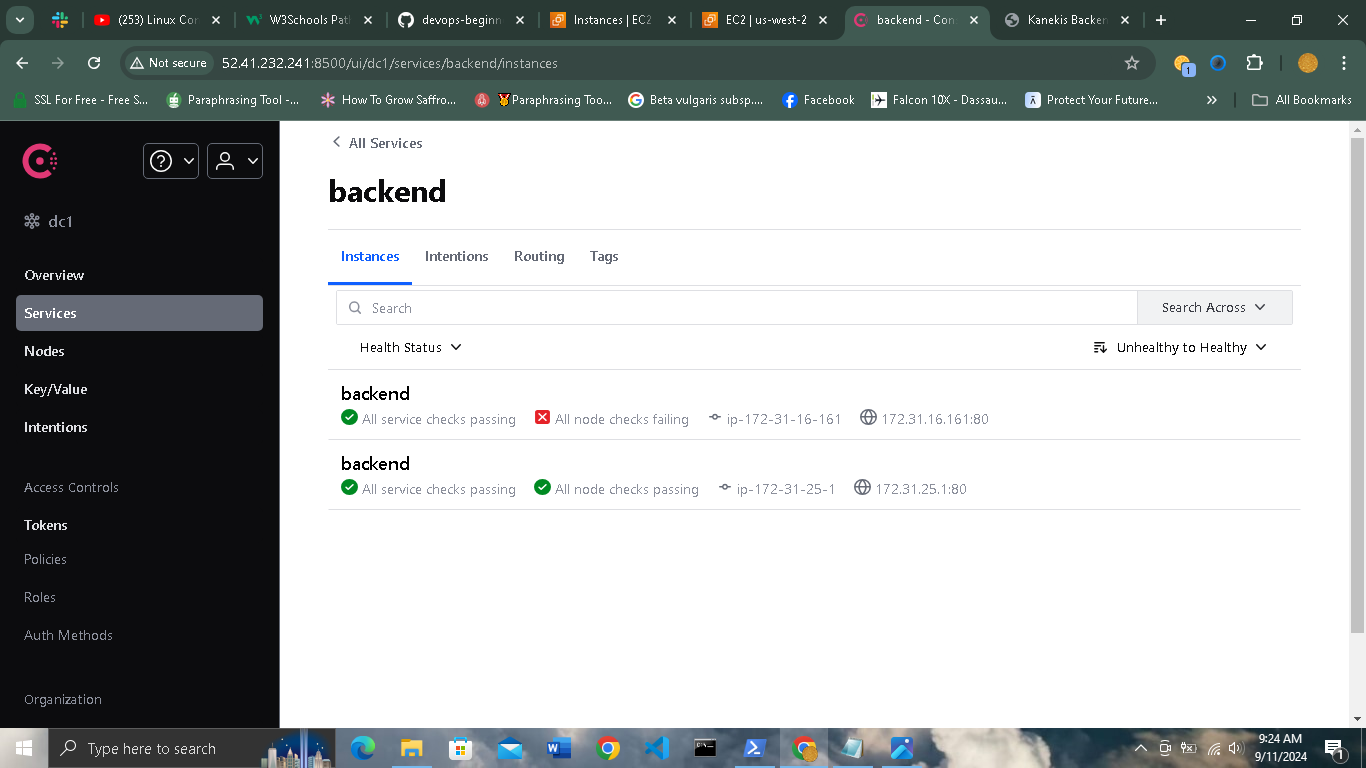 (253) Linux Cor
W3Schools Patl
devops-beginn
Instances | EC2
EC2 | us-west-2
backend - Cons
Kanekis Backen
Not secure
52.41.232.241:8500/ui/dc1/services/backend/instances
1
SSL For Free - Free S...
Paraphrasing Tool -...
How To Grow Saffro...
Paraphrasing Too...
Beta vulgaris subsp....
Facebook
Falcon 10X - Dassau...
Protect Your Future...
All Bookmarks
dc1
Overview
Services
Nodes
Key/Value
Intentions
Access Controls
Tokens
Policies
Roles
Auth Methods
Organization
All Services
backend
Instances
Intentions
Routing
Tags
Search
Search Across
Health Status
Unhealthy to Healthy
backend
All service checks passing
All node checks failing
ip-172-31-16-161
172.31.16.161:80
backend
All service checks passing
All node checks passing
ip-172-31-25-1
172.31.25.1:80
Type here to search
9:24 AM
9/11/2024
1